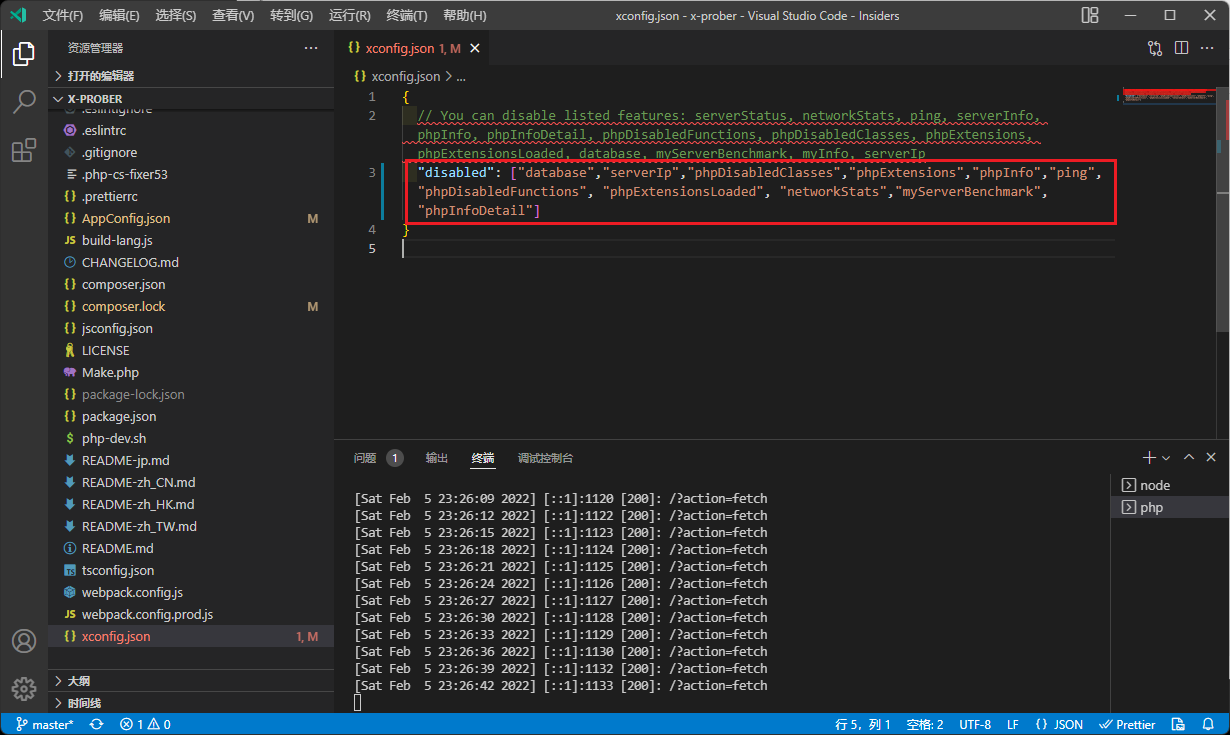 文件(F) 编辑(E) 选择(S) 查看(V) 转到(G) 运行(R) 终端(T) 帮助(H) xconfig.json - x-prober - Visual Studio Code - Insiders
资源管理器
打开的编辑器
X-PROBER
.eslintignore
.eslintrc
.gitignore
.php-cs-fixer53
.prettierrc
AppConfig.json M
build-lang.js
CHANGELOG.md
composer.json
composer.lock M
jsconfig.json
LICENSE
Make.php
package-lock.json
package.json
php-dev.sh
README-jp.md
README-zh_CN.md
README-zh_HK.md
README-zh_TW.md
README.md
tsconfig.json
webpack.config.js
webpack.config.prod.js
xconfig.json 1, M
大纲
时间线
xconfig.json 1, M
xconfig.json > ...
1 {
2 // You can disable listed features: serverStatus, networkStats, ping, serverInfo,
phpInfo, phpInfoDetail, phpDisabledFunctions, phpDisabledClasses, phpExtensions,
phpExtensionsLoaded, database, myServerBenchmark, myInfo, serverIp
3 "disabled": ["database","serverIp","phpDisabledClasses","phpExtensions","phpInfo","ping",
"phpDisabledFunctions", "phpExtensionsLoaded", "networkStats","myServerBenchmark",
"phpInfoDetail"]
4 }
5
问题 1 输出 终端 调试控制台
[Sat Feb  5 23:26:09 2022] [::1]:1120 [200]: /?action=fetch
[Sat Feb  5 23:26:12 2022] [::1]:1122 [200]: /?action=fetch
[Sat Feb  5 23:26:15 2022] [::1]:1123 [200]: /?action=fetch
[Sat Feb  5 23:26:18 2022] [::1]:1124 [200]: /?action=fetch
[Sat Feb  5 23:26:21 2022] [::1]:1125 [200]: /?action=fetch
[Sat Feb  5 23:26:24 2022] [::1]:1126 [200]: /?action=fetch
[Sat Feb  5 23:26:27 2022] [::1]:1127 [200]: /?action=fetch
[Sat Feb  5 23:26:30 2022] [::1]:1128 [200]: /?action=fetch
[Sat Feb  5 23:26:33 2022] [::1]:1129 [200]: /?action=fetch
[Sat Feb  5 23:26:36 2022] [::1]:1130 [200]: /?action=fetch
[Sat Feb  5 23:26:39 2022] [::1]:1132 [200]: /?action=fetch
[Sat Feb  5 23:26:42 2022] [::1]:1133 [200]: /?action=fetch
node
php
master* 1 0 行 5，列 1 空格: 2 UTF-8 LF {} JSON Prettier